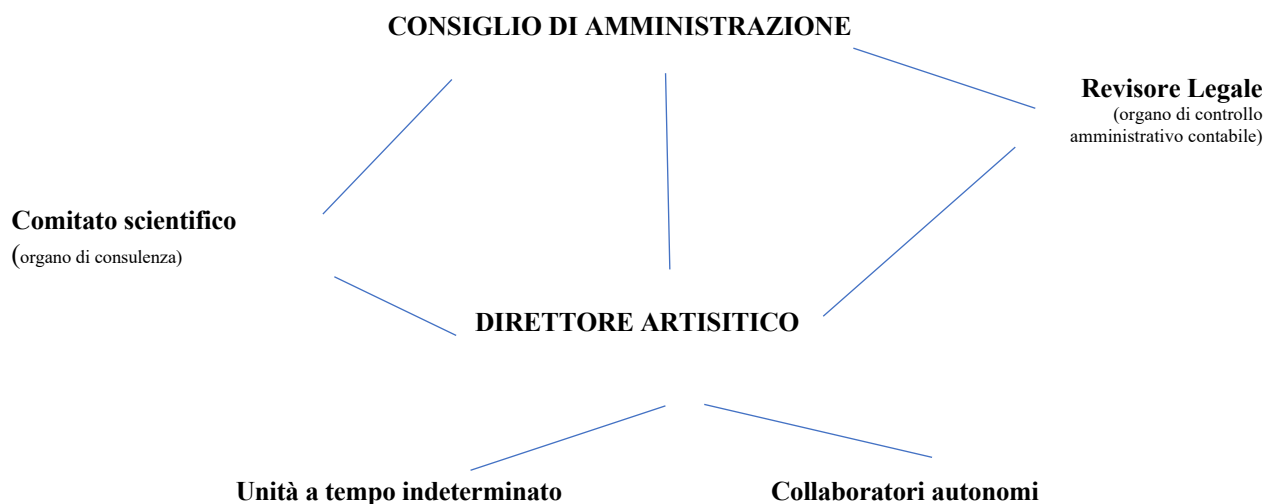 CONSIGLIO DI AMMINISTRAZIONE
Revisore Legale
(organo di controllo
amministrativo contabile)
Comitato scientifico
(organo di consulenza)
DIRETTORE ARTISITICO
Unità a tempo indeterminato
Collaboratori autonomi